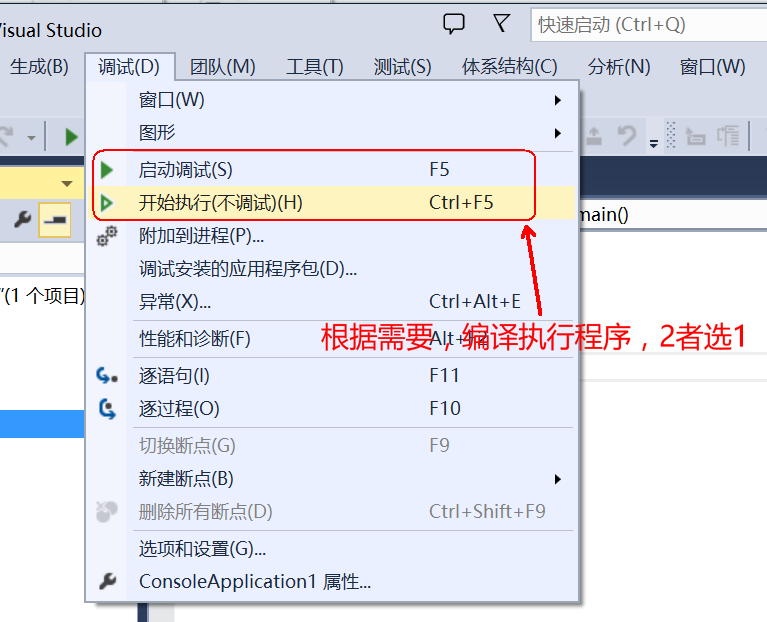 Visual Studio
快速启动 (Ctrl+Q)
生成(B) 调试(D) 团队(M) 工具(T) 测试(S) 体系结构(C) 分析(N) 窗口(W)
窗口(W)
图形
启动调试(S) F5
开始执行(不调试)(H) Ctrl+F5
main()
附加到进程(P)...
调试安装的应用程序包(D)...
"(1 个项目)
异常(X)... Ctrl+Alt+E
性能和诊断(F) Alt+F2
根据需要，编译执行程序，2者选1
逐语句(I) F11
逐过程(O) F10
切换断点(G) F9
新建断点(B)
删除所有断点(D) Ctrl+Shift+F9
选项和设置(G)...
ConsoleApplication1 属性...